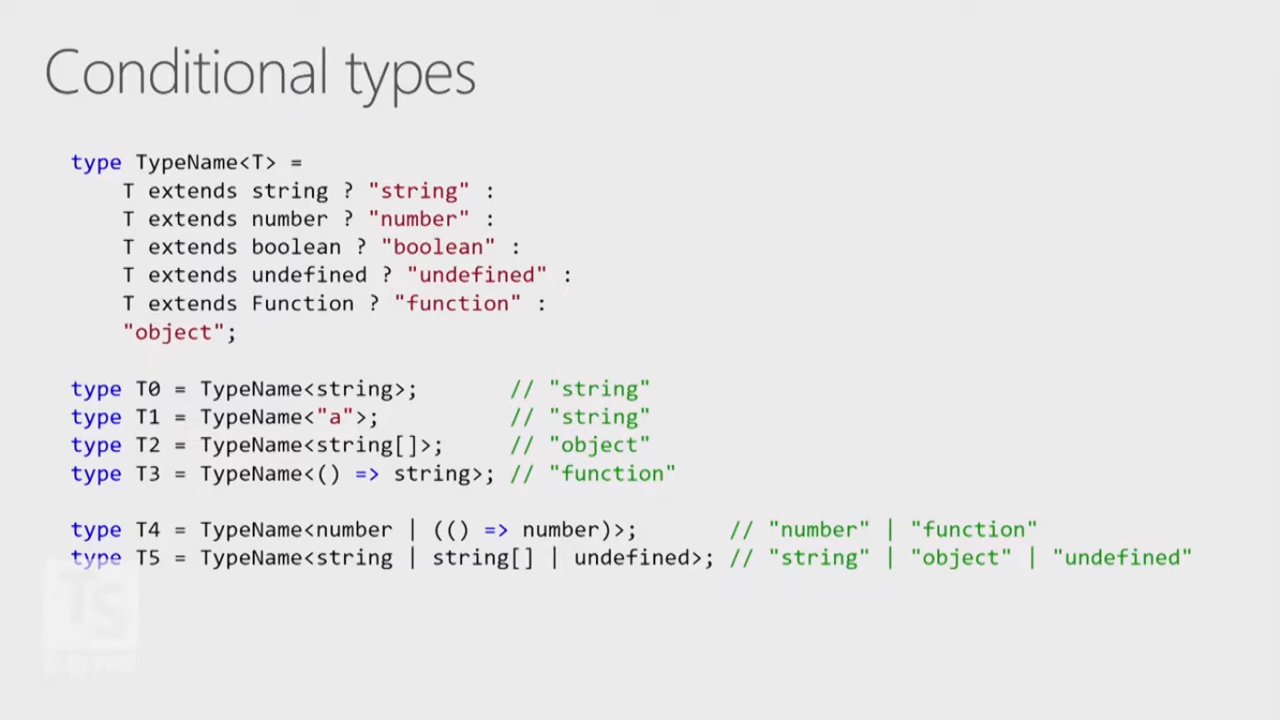 Conditional types
type TypeName<T> =
T extends string ? "string" :
T extends number ? "number" :
T extends boolean ? "boolean" :
T extends undefined ? "undefined" :
T extends Function ? "function" :
"object";
type T0 = TypeName<string>; // "string"
type T1 = TypeName<"a">; // "string"
type T2 = TypeName<string[]>; // "object"
type T3 = TypeName<() => string>; // "function"
type T4 = TypeName<number | (() => number)>; // "number" | "function"
type T5 = TypeName<string | string[] | undefined>; // "string" | "object" | "undefined"
TS